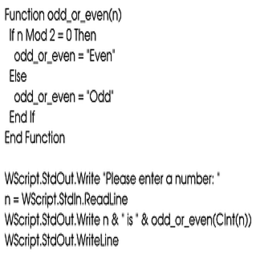 Function odd_or_even(n)
  If n Mod 2 = 0 Then
    odd_or_even = "Even"
  Else
    odd_or_even = "Odd"
  End If
End Function

WScript.StdOut.Write "Please enter a number: "
n = WScript.StdIn.ReadLine
WScript.StdOut.Write n & " is " & odd_or_even(CInt(n))
WScript.StdOut.WriteLine